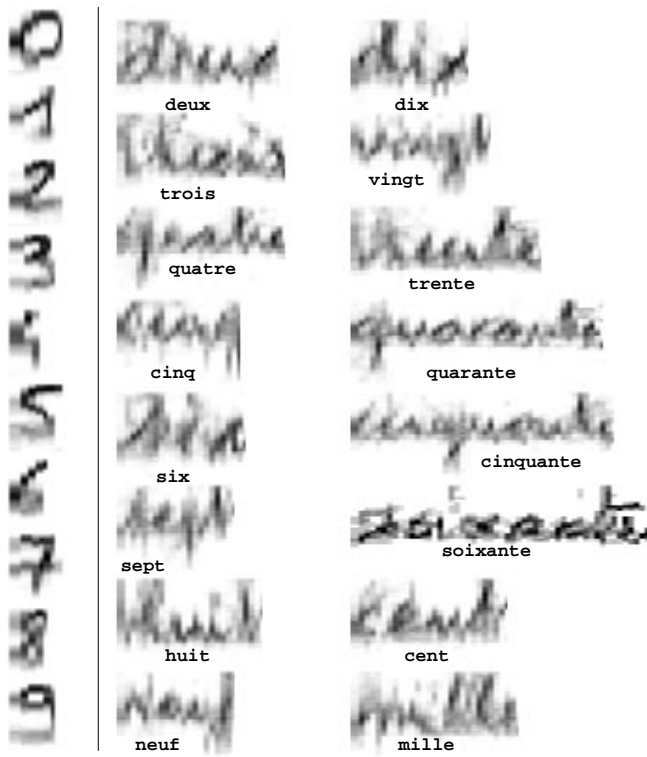 0
1
2
3
4
5
6
7
8
9
deux
deux
trois
trois
quatre
quatre
cinq
cinq
six
six
sept
sept
huit
huit
neuf
neuf
dix
dix
vingt
vingt
trente
trente
quarante
quarante
cinquante
cinquante
soixante
soixante
cent
cent
mille
mille